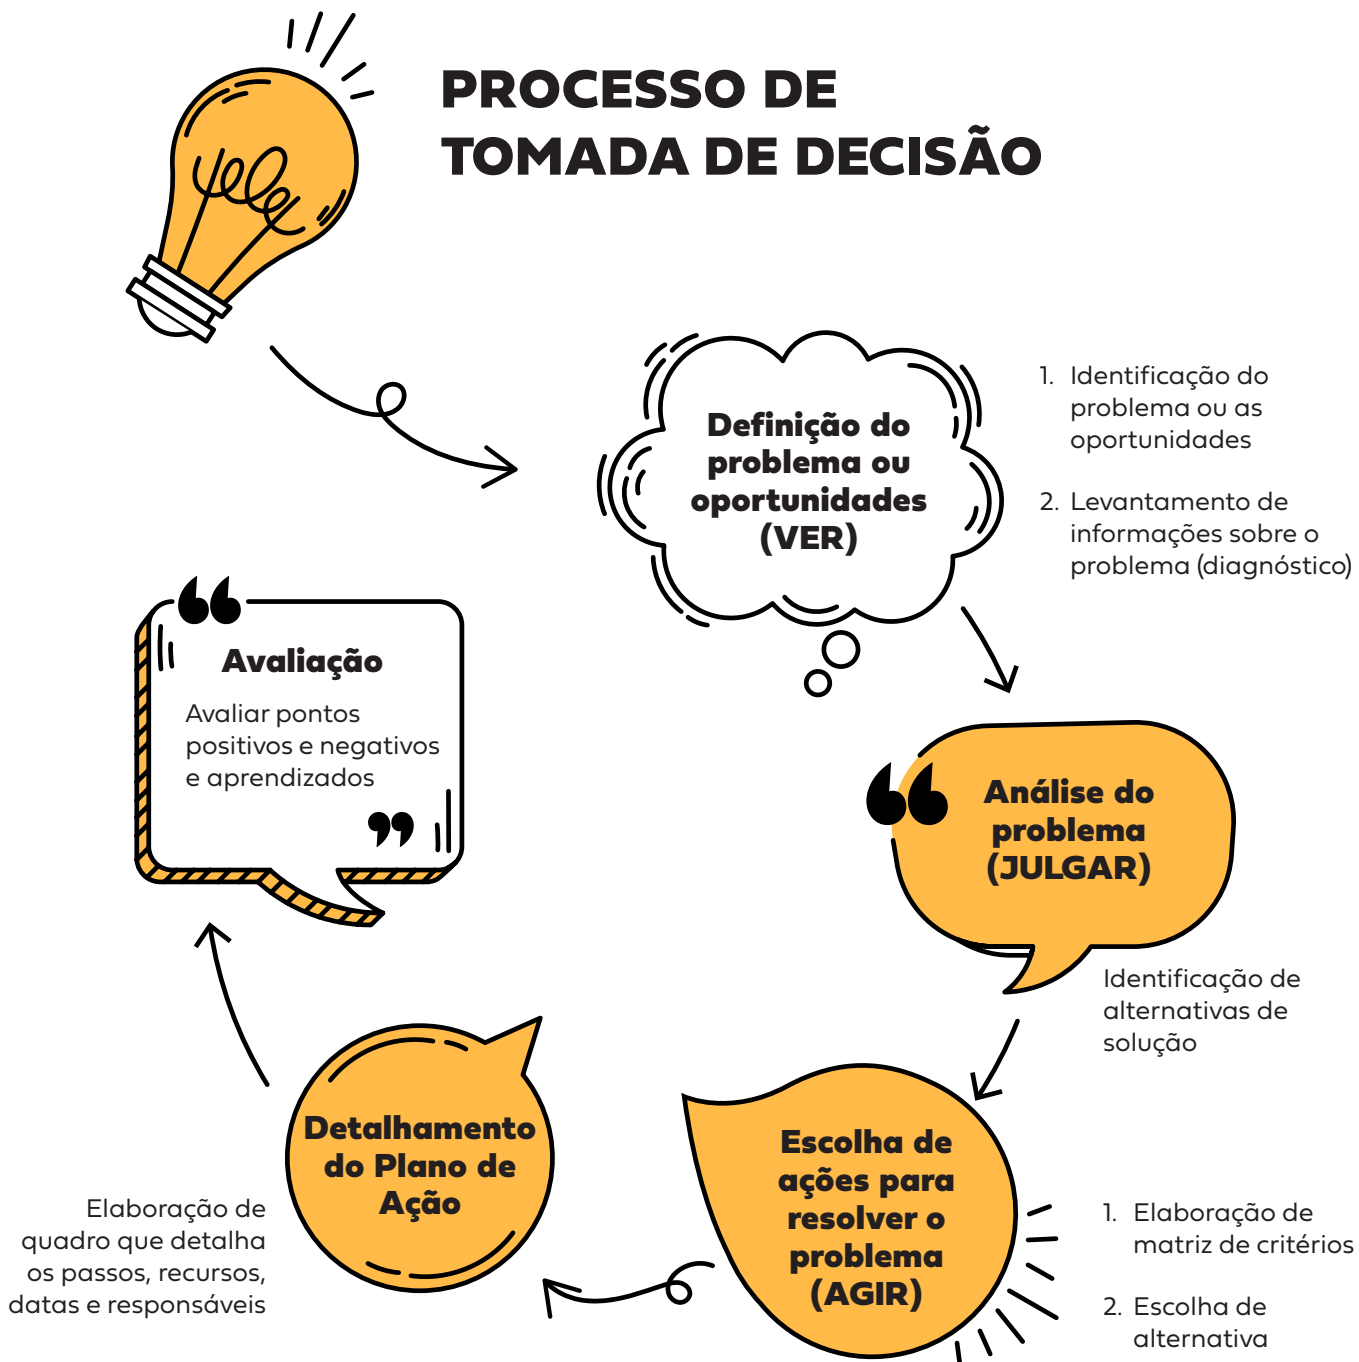 PROCESSO DE
TOMADA DE DECISÃO
Definição do
problema ou
oportunidades
(VER)
1. Identificação do
problema ou as
oportunidades
2. Levantamento de
informações sobre o
problema (diagnóstico)
Análise do
problema
(JULGAR)
Identificação de
alternativas de
solução
Escolha de
ações para
resolver o
problema
(AGIR)
1. Elaboração de
matriz de critérios
2. Escolha de
alternativa
Detalhamento
do Plano de
Ação
Elaboração de
quadro que detalha
os passos, recursos,
datas e responsáveis
Avaliação
Avaliar pontos
positivos e negativos
e aprendizados